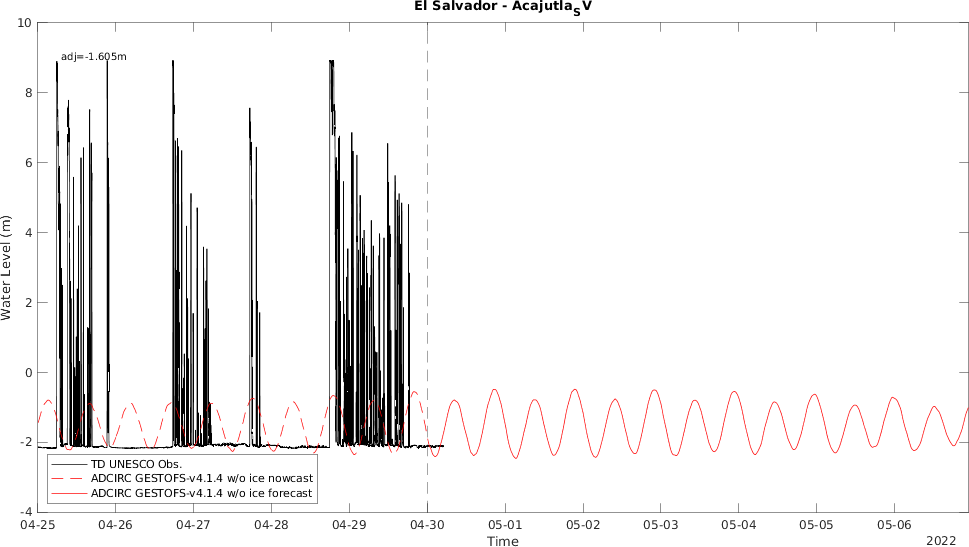 El Salvador - AcajutlaSV
10
8
6
4
2
0
-2
-4
Water Level (m)
adj=-1.605m
TD UNESCO Obs.
ADCIRC GESTOFS-v4.1.4 w/o ice nowcast
ADCIRC GESTOFS-v4.1.4 w/o ice forecast
04-25 04-26 04-27 04-28 04-29 04-30 05-01 05-02 05-03 05-04 05-05 05-06
Time
2022